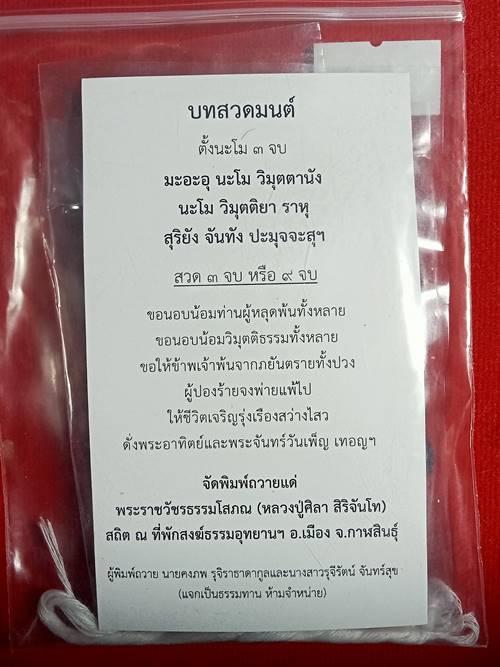 บทสวดมนต์
ตั้งนะโม ๓ จบ
มะอะอุ นะโม วิมุตตานัง
นะโม วิมุตติยา ราหุ
สุริยัง จันทัง ปะมุจจะสุฯ
สวด ๓ จบ หรือ ๙ จบ
ขอนอบน้อมท่านผู้หลุดพ้นทั้งหลาย
ขอนอบน้อมวิมุตติธรรมทั้งหลาย
ขอให้ข้าพเจ้าพ้นจากภยันตรายทั้งปวง
ผู้ปองร้ายจงพ่ายแพ้ไป
ให้ชีวิตเจริญรุ่งเรืองสว่างไสว
ดั่งพระอาทิตย์และพระจันทร์วันเพ็ญ เทอญฯ
จัดพิมพ์ถวายแด่
พระราชวัชรธรรมโสภณ (หลวงปู่ศิลา สิริจันโท)
สถิต ณ ที่พักสงฆ์ธรรมอุทยานฯ อ.เมือง จ.กาฬสินธุ์
ผู้พิมพ์ถวาย นายคงภพ รุจิราธาดากูลและนางสาวรุจีรัตน์ จันทร์สุข
(แจกเป็นธรรมทาน ห้ามจำหน่าย)